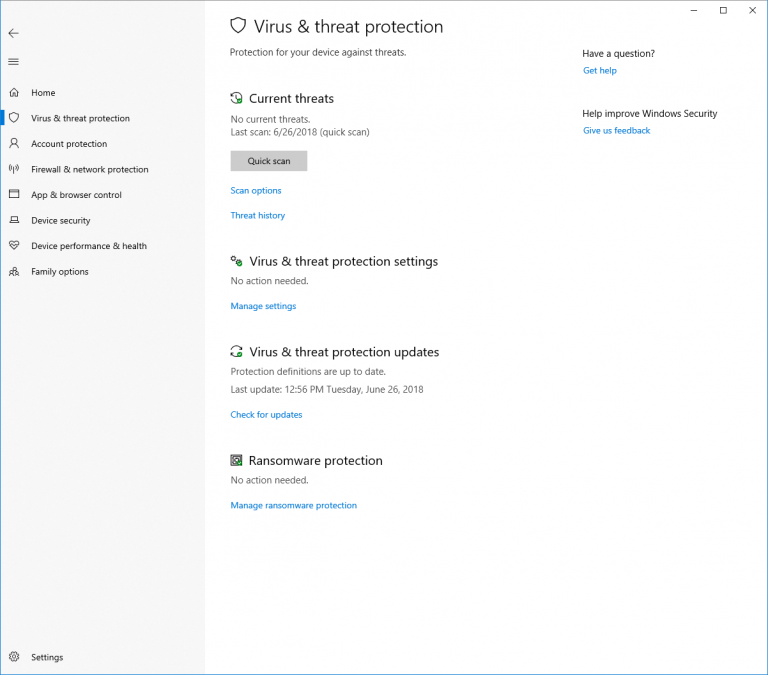 Virus & threat protection
Protection for your device against threats.
Have a question?
Get help
Help improve Windows Security
Give us feedback
Home
Virus & threat protection
Account protection
Firewall & network protection
App & browser control
Device security
Device performance & health
Family options
Settings
Current threats
No current threats.
Last scan: 6/26/2018 (quick scan)
Quick scan
Scan options
Threat history
Virus & threat protection settings
No action needed.
Manage settings
Virus & threat protection updates
Protection definitions are up to date.
Last update: 12:56 PM Tuesday, June 26, 2018
Check for updates
Ransomware protection
No action needed.
Manage ransomware protection